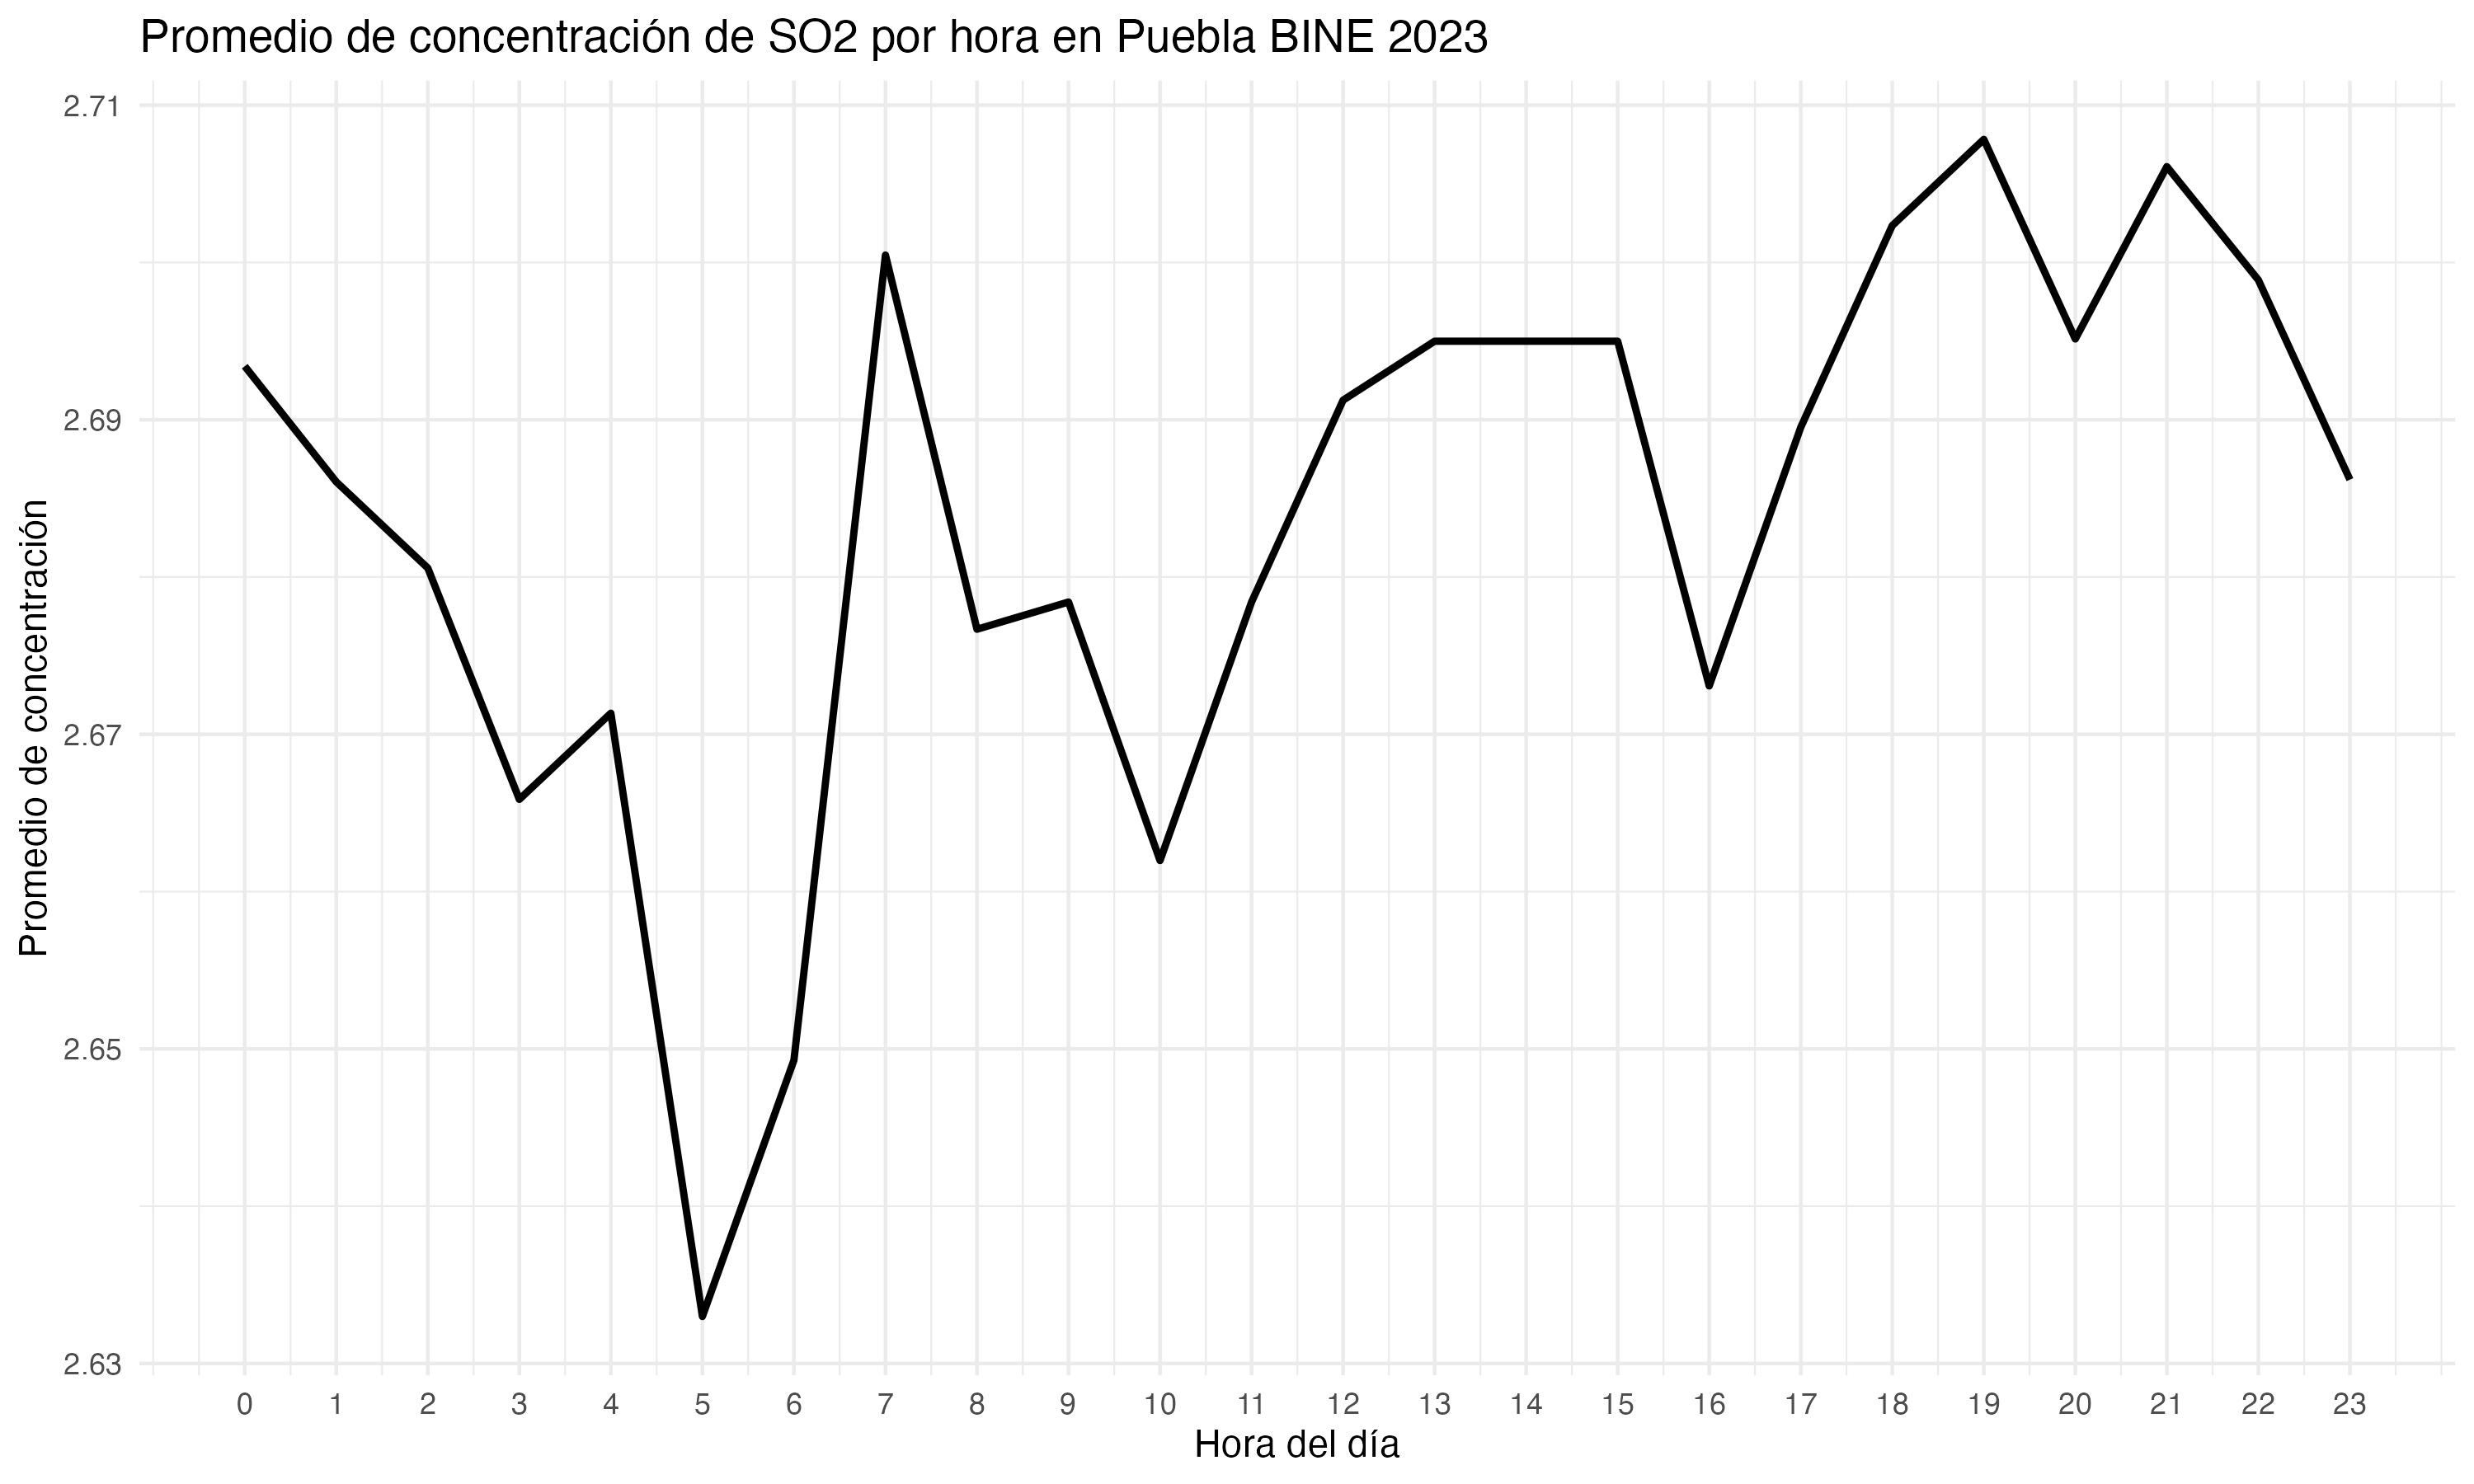 Promedio de concentración de SO2 por hora en Puebla BINE 2023
2.71
2.69
2.67
2.65
2.63
Promedio de concentración
0 1 2 3 4 5 6 7 8 9 10 11 12 13 14 15 16 17 18 19 20 21 22 23
Hora del día